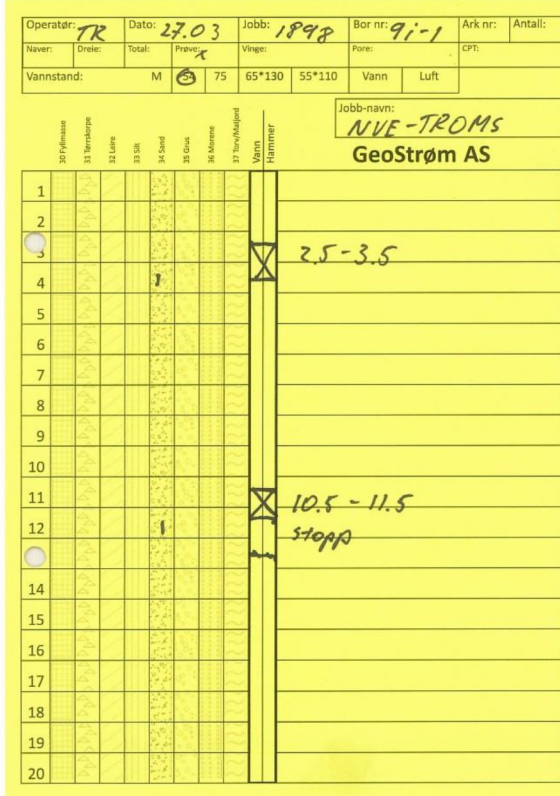 Operatør: TR Dato: 27.03 Jobb: 1898 Bor nr: 9i-1 Ark nr: Antall:
Naver: Dreie: Total: Prøve: x Vinge: Pore: CPT:
Vannstand: M 54 75 65*130 55*110 Vann Luft
Jobb-navn:
NVE-TROMS
GeoStrøm AS
30 Fyllmasse 31 Tørrskorpe 32 Leire 33 Silt 34 Sand 35 Grus 36 Morene 37 Torv/Matjord Vann Hammer
1
2
3 2.5-3.5
4
5
6
7
8
9
10
11 10.5-11.5
12 stopp
14
15
16
17
18
19
20